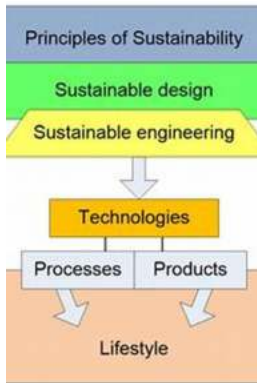 Principles of Sustainability
Sustainable design
Sustainable engineering
Technologies
Processes
Products
Lifestyle